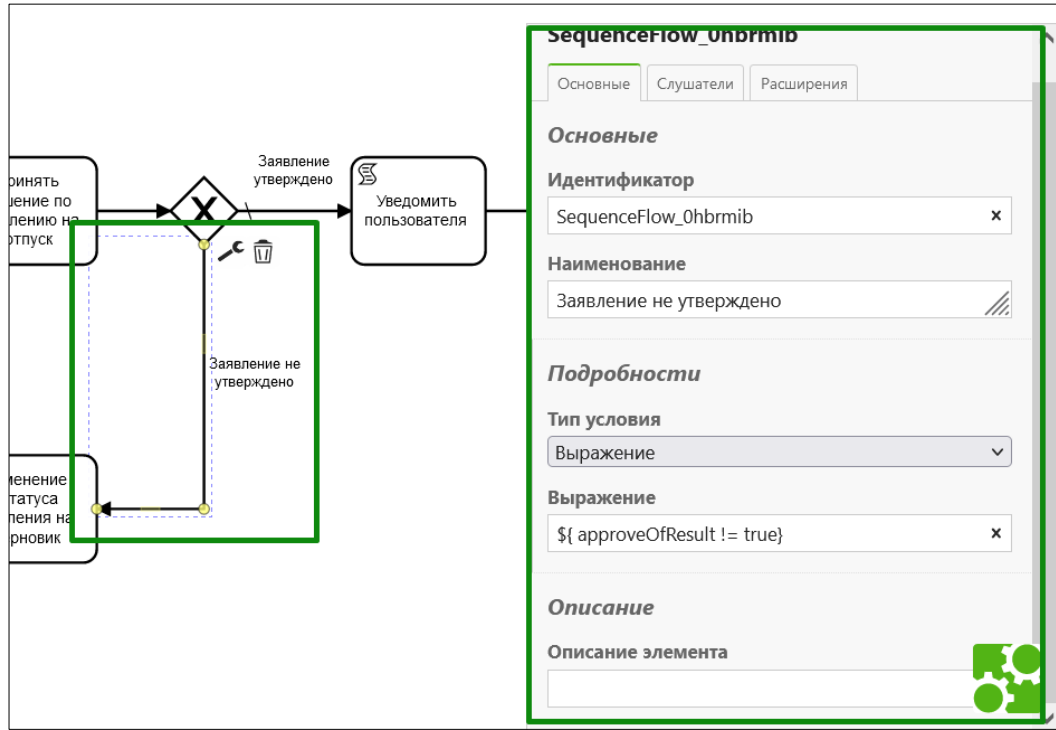 SequenceFlow_0hbrmib
Основные
Слушатели
Расширения
Основные
Идентификатор
SequenceFlow_0hbrmib
×
Наименование
Заявление не утверждено
Подробности
Тип условия
Выражение
Выражение
${ approveOfResult != true}
×
Описание
Описание элемента
Заявление
утверждено
Уведомить
пользователя
X
Заявление не
утверждено